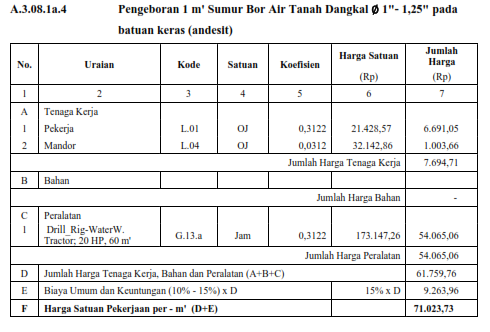 A.3.08.1a.4 Pengeboran 1 m' Sumur Bor Air Tanah Dangkal Ø 1"- 1,25" pada
batuan keras (andesit)
No. Uraian Kode Satuan Koefisien Harga Satuan (Rp) Jumlah Harga (Rp)
1 2 3 4 5 6 7
A Tenaga Kerja
1 Pekerja L.01 OJ 0,3122 21.428,57 6.691,05
2 Mandor L.04 OJ 0,0312 32.142,86 1.003,66
Jumlah Harga Tenaga Kerja 7.694,71
B Bahan
Jumlah Harga Bahan -
C Peralatan
1 Drill_Rig-WaterW.
Tractor; 20 HP, 60 m' G.13.a Jam 0,3122 173.147,26 54.065,06
Jumlah Harga Peralatan 54.065,06
D Jumlah Harga Tenaga Kerja, Bahan dan Peralatan (A+B+C) 61.759,76
E Biaya Umum dan Keuntungan (10% - 15%) x D 15% x D 9.263,96
F Harga Satuan Pekerjaan per - m' (D+E) 71.023,73